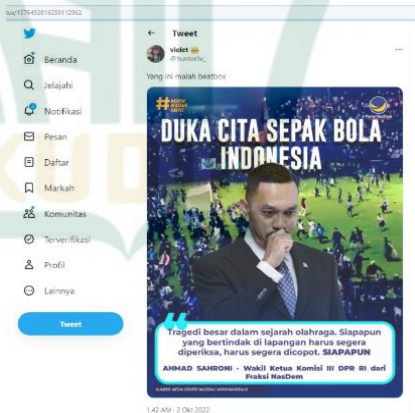 Tweet
violet
Beranda
Yang ini malah beatbox
Jelajahi
Notifikasi
Pesan
Daftar
Markah
Komunitas
Terverifikasi
Profil
Lainnya
Tweet
DUKA CITA SEPAK BOLA
INDONESIA
Tragedi besar dalam sejarah olahraga. Siapapun
yang bertindak di lapangan harus segera
diperiksa, harus segera dicopot. SIAPAPUN
AHMAD SAHRONI - Wakil Ketua Komisi III DPR RI dari
Fraksi NasDem
1.42 AM · 2 Okt 2022